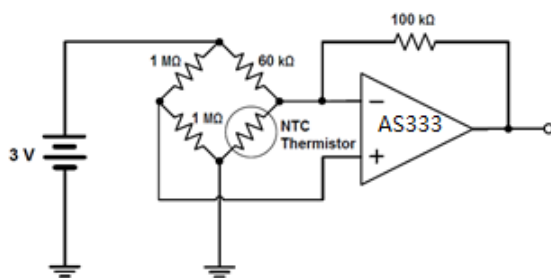 100 kΩ
1 MΩ
60 kΩ
1 MΩ
NTC
Thermistor
−
AS333
+
3 V